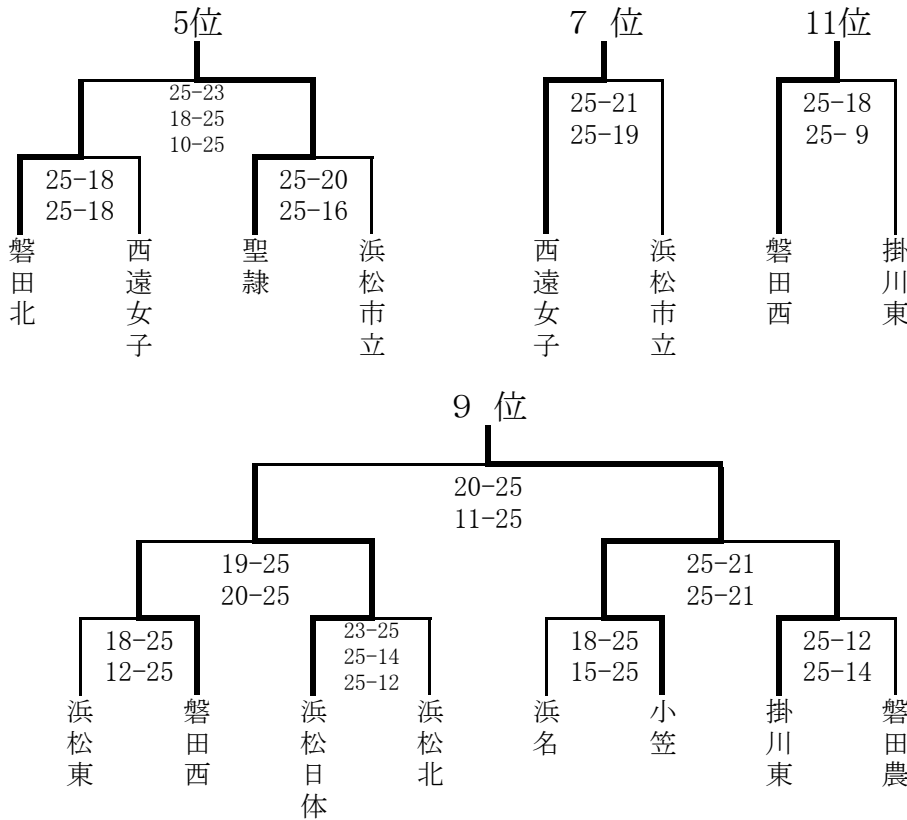 5位
7 位
11位
25-23
18-25
10-25
25-21
25-19
25-18
25- 9
25-18
25-18
25-20
25-16
磐田北
西遠女子
聖隷
浜松市立
西遠女子
浜松市立
磐田西
掛川東
9 位
20-25
11-25
19-25
20-25
25-21
25-21
18-25
12-25
23-25
25-14
25-12
18-25
15-25
25-12
25-14
浜松東
磐田西
浜松日体
浜松北
浜名
小笠
掛川東
磐田農